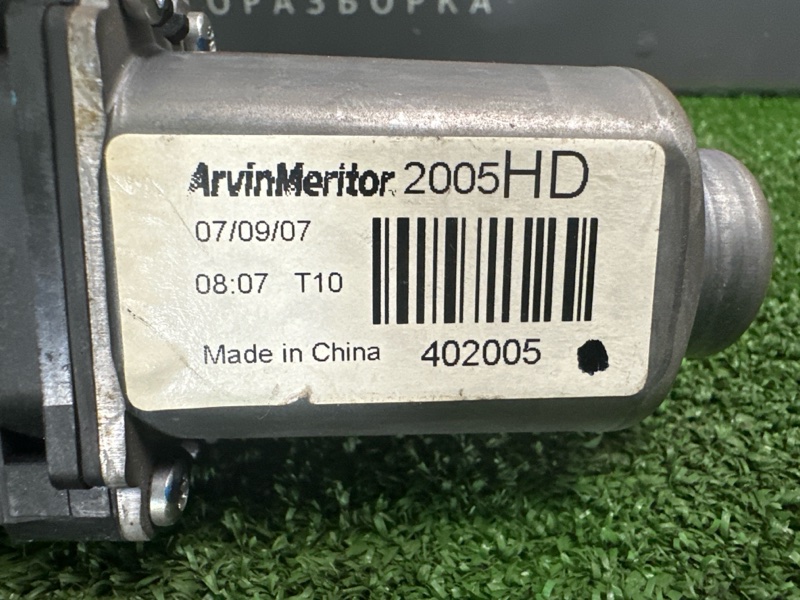 ОРАЗБОРКА
ArvinMeritor 2005HD
07/09/07
08:07 T10
Made in China 402005